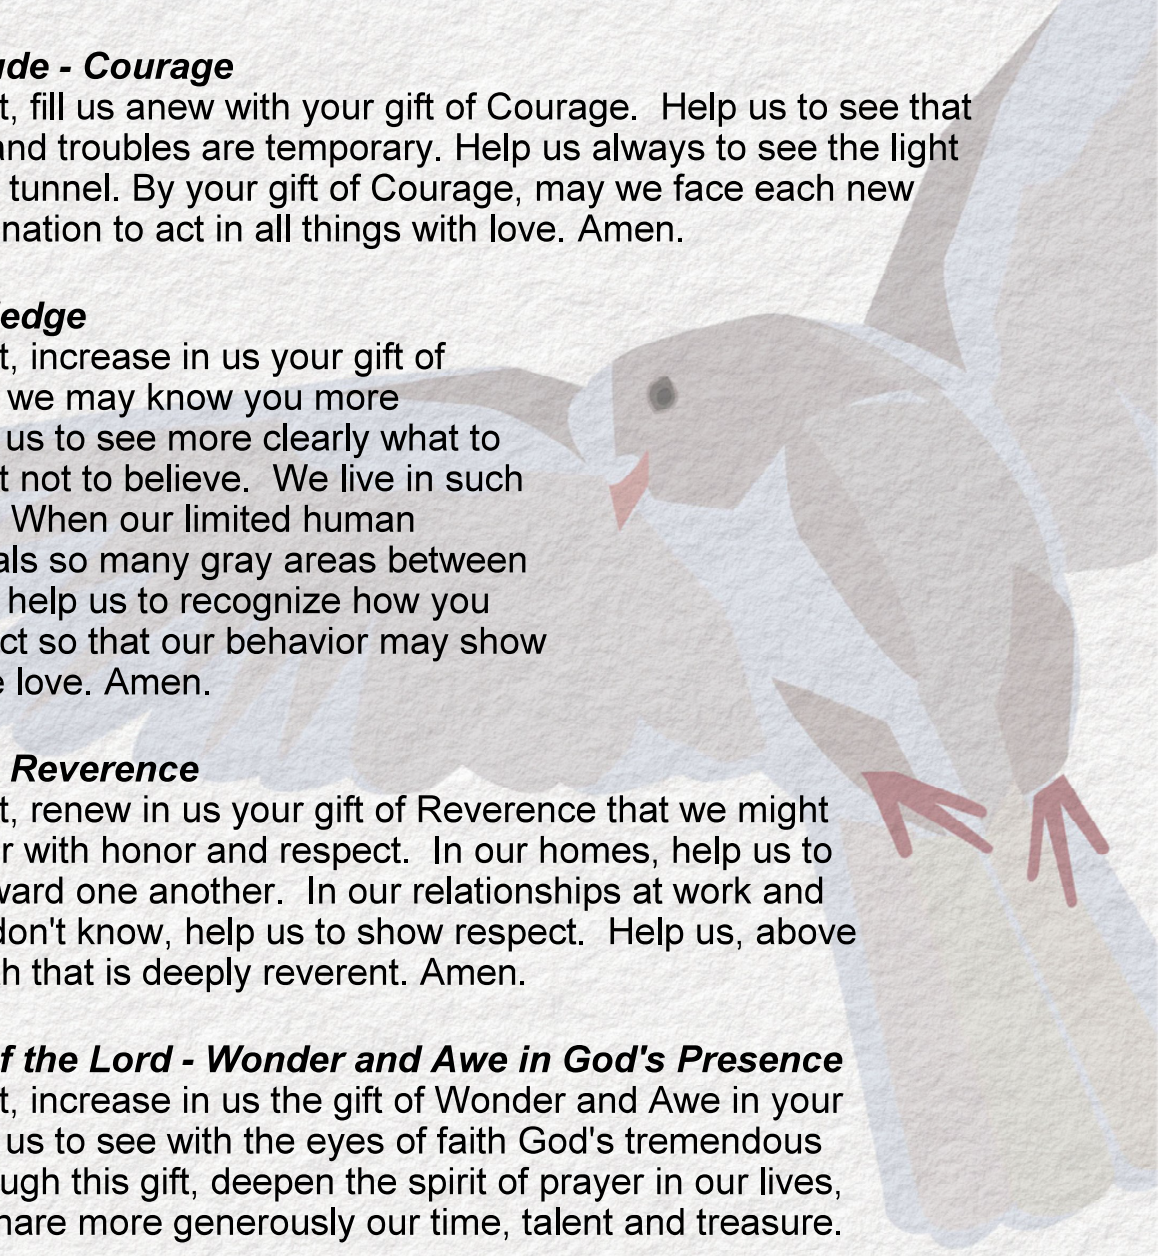 ude - Courage
t, fill us anew with your gift of Courage.  Help us to see that
and troubles are temporary. Help us always to see the light
tunnel. By your gift of Courage, may we face each new
nation to act in all things with love. Amen.
ledge
t, increase in us your gift of
we may know you more
us to see more clearly what to
t not to believe.  We live in such
When our limited human
als so many gray areas between
help us to recognize how you
ct so that our behavior may show
e love. Amen.
Reverence
t, renew in us your gift of Reverence that we might
r with honor and respect.  In our homes, help us to
ward one another.  In our relationships at work and
don't know, help us to show respect.  Help us, above
h that is deeply reverent. Amen.
f the Lord - Wonder and Awe in God's Presence
t, increase in us the gift of Wonder and Awe in your
us to see with the eyes of faith God's tremendous
ugh this gift, deepen the spirit of prayer in our lives,
hare more generously our time, talent and treasure.